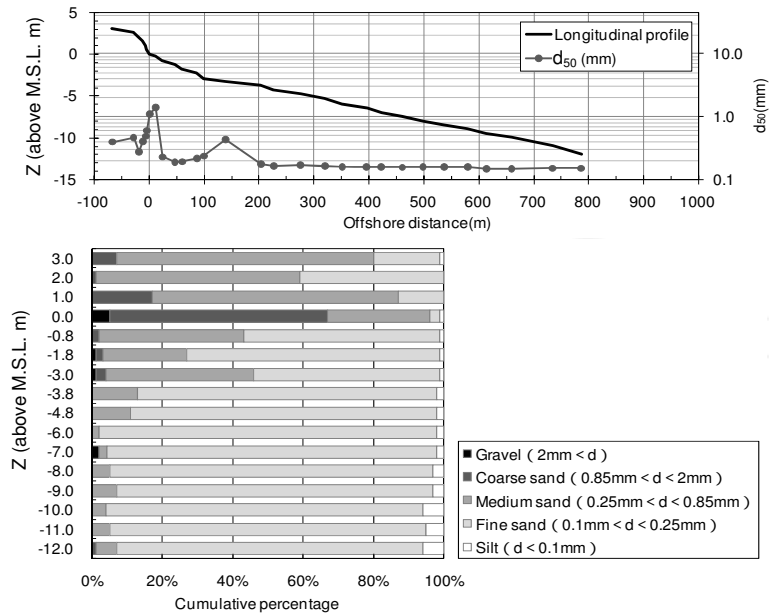 5
0
-5
-10
-15
Z (above M.S.L. m)
Longitudinal profile
d50 (mm)
10.0
1.0
0.1
d50(mm)
-100 0 100 200 300 400 500 600 700 800 900 1000
Offshore distance(m)
Z (above M.S.L. m)
3.0
2.0
1.0
0.0
-0.8
-1.8
-3.0
-3.8
-4.8
-6.0
-7.0
-8.0
-9.0
-10.0
-11.0
-12.0
0% 20% 40% 60% 80% 100%
Cumulative percentage
Gravel ( 2mm < d )
Coarse sand ( 0.85mm < d < 2mm )
Medium sand ( 0.25mm < d < 0.85mm )
Fine sand ( 0.1mm < d < 0.25mm )
Silt ( d < 0.1mm )